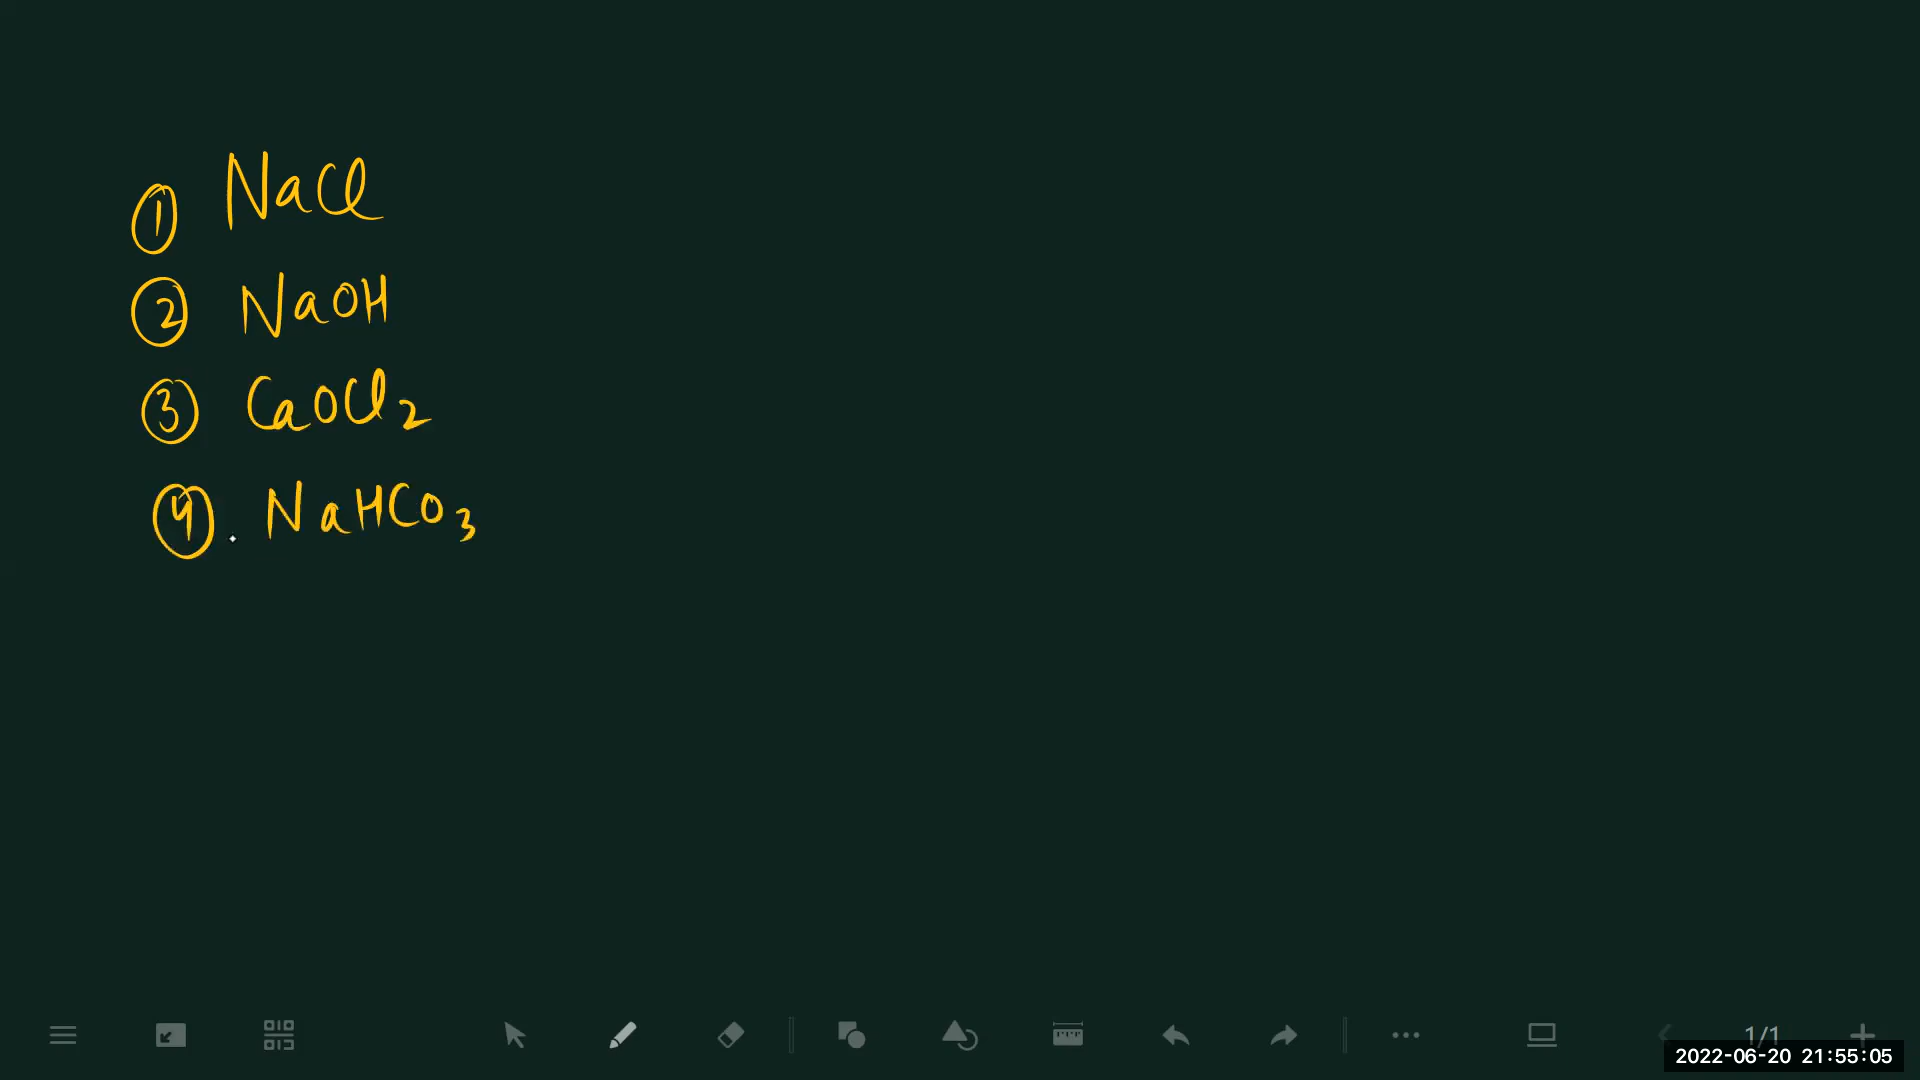 ① NaCl
② NaOH
③ CaOCl₂
④. NaHCO₃
1/1
2022-06-20 21:55:05